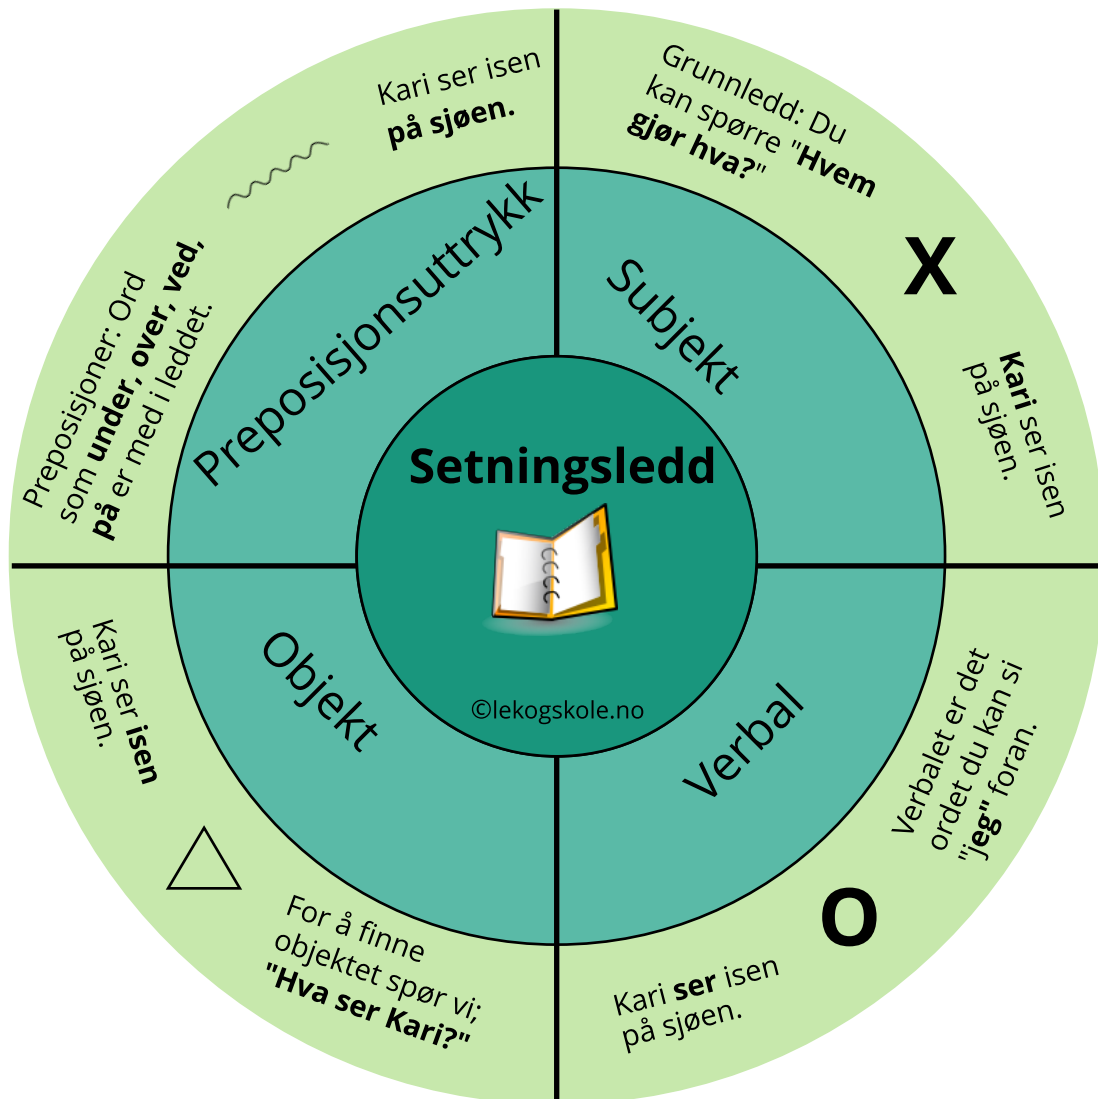 Setningsledd
©lekogskole.no
Subjekt
Grunnledd: Du
kan spørre "Hvem
gjør hva?"
X
Kari ser isen
på sjøen.
Verbal
Verbalet er det
ordet du kan si
"jeg" foran.
O
Kari ser isen
på sjøen.
Objekt
For å finne
objektet spør vi;
"Hva ser Kari?"
Kari ser isen
på sjøen.
Preposisjonsuttrykk
Preposisjoner: Ord
som under, over, ved,
på er med i leddet.
Kari ser isen
på sjøen.